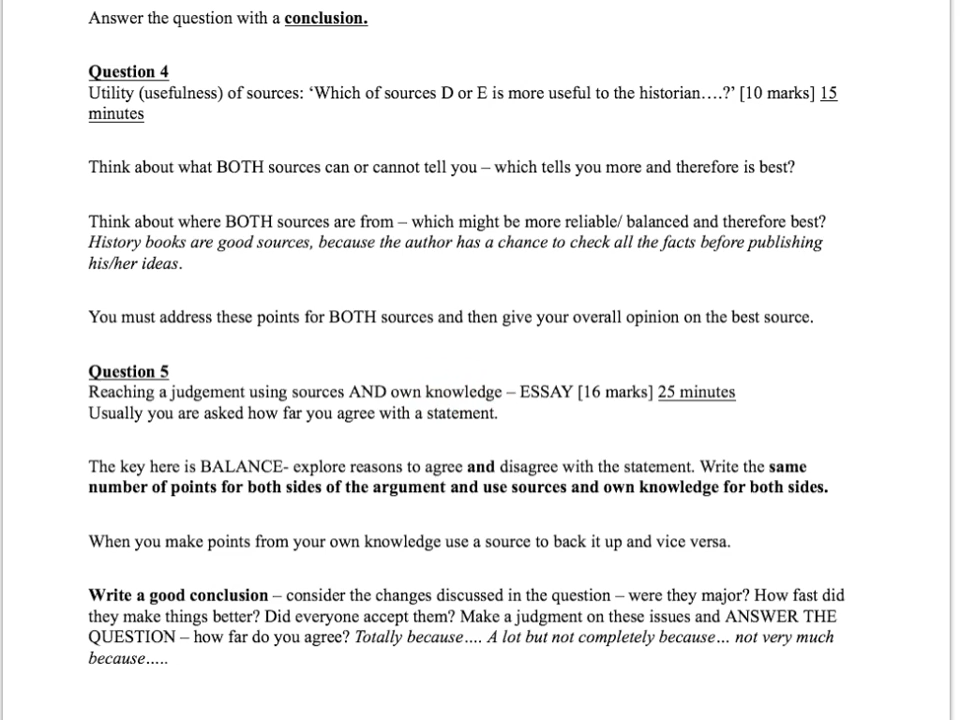 Answer the question with a conclusion.
Question 4
Utility (usefulness) of sources: ‘Which of sources D or E is more useful to the historian….?’ [10 marks] 15
minutes
Think about what BOTH sources can or cannot tell you – which tells you more and therefore is best?
Think about where BOTH sources are from – which might be more reliable/ balanced and therefore best?
History books are good sources, because the author has a chance to check all the facts before publishing
his/her ideas.
You must address these points for BOTH sources and then give your overall opinion on the best source.
Question 5
Reaching a judgement using sources AND own knowledge – ESSAY [16 marks] 25 minutes
Usually you are asked how far you agree with a statement.
The key here is BALANCE- explore reasons to agree and disagree with the statement. Write the same
number of points for both sides of the argument and use sources and own knowledge for both sides.
When you make points from your own knowledge use a source to back it up and vice versa.
Write a good conclusion – consider the changes discussed in the question – were they major? How fast did
they make things better? Did everyone accept them? Make a judgment on these issues and ANSWER THE
QUESTION – how far do you agree? Totally because…. A lot but not completely because… not very much
because…..